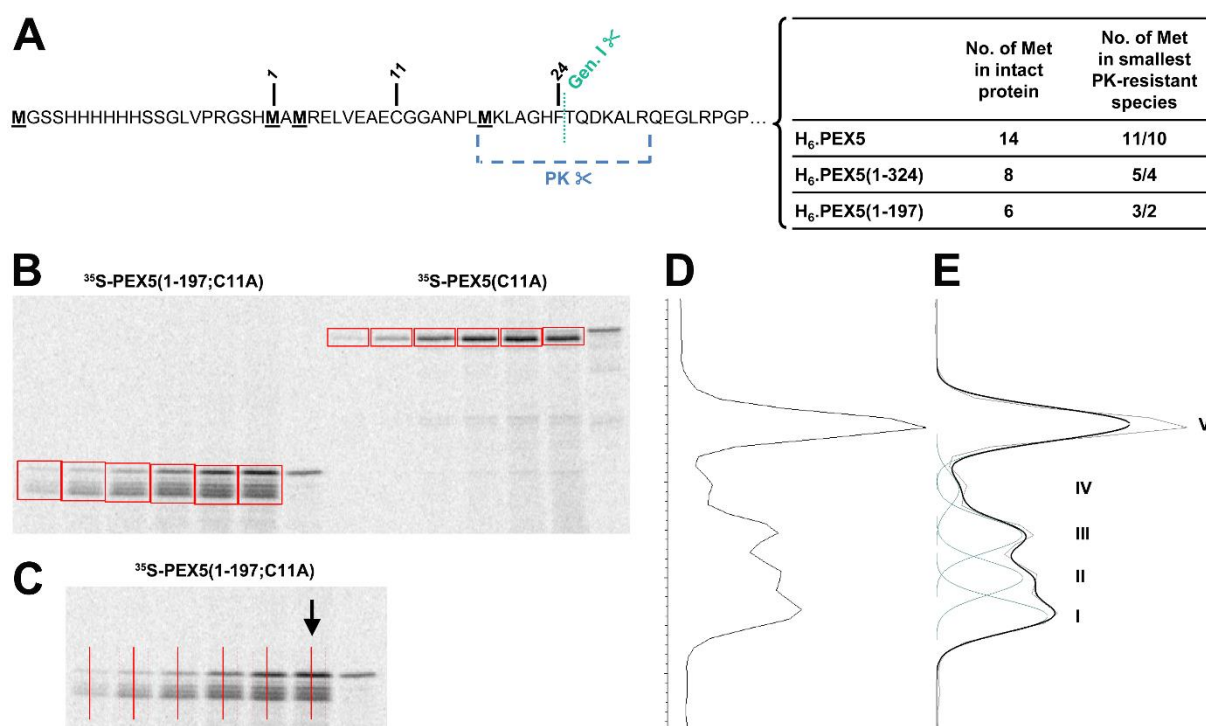 A
1
11
24
Gen. I
MGSSHHHHHHSSGLVPRGSHMAMRELVEAECGGANPLMKLAGHFTQDKALRQEGLRPGP...
PK
No. of Met in intact protein
No. of Met in smallest PK-resistant species
H₆.PEX5 14 11/10
H₆.PEX5(1-324) 8 5/4
H₆.PEX5(1-197) 6 3/2
B
³⁵S-PEX5(1-197;C11A)
³⁵S-PEX5(C11A)
C
³⁵S-PEX5(1-197;C11A)
D
E
V
IV
III
II
I